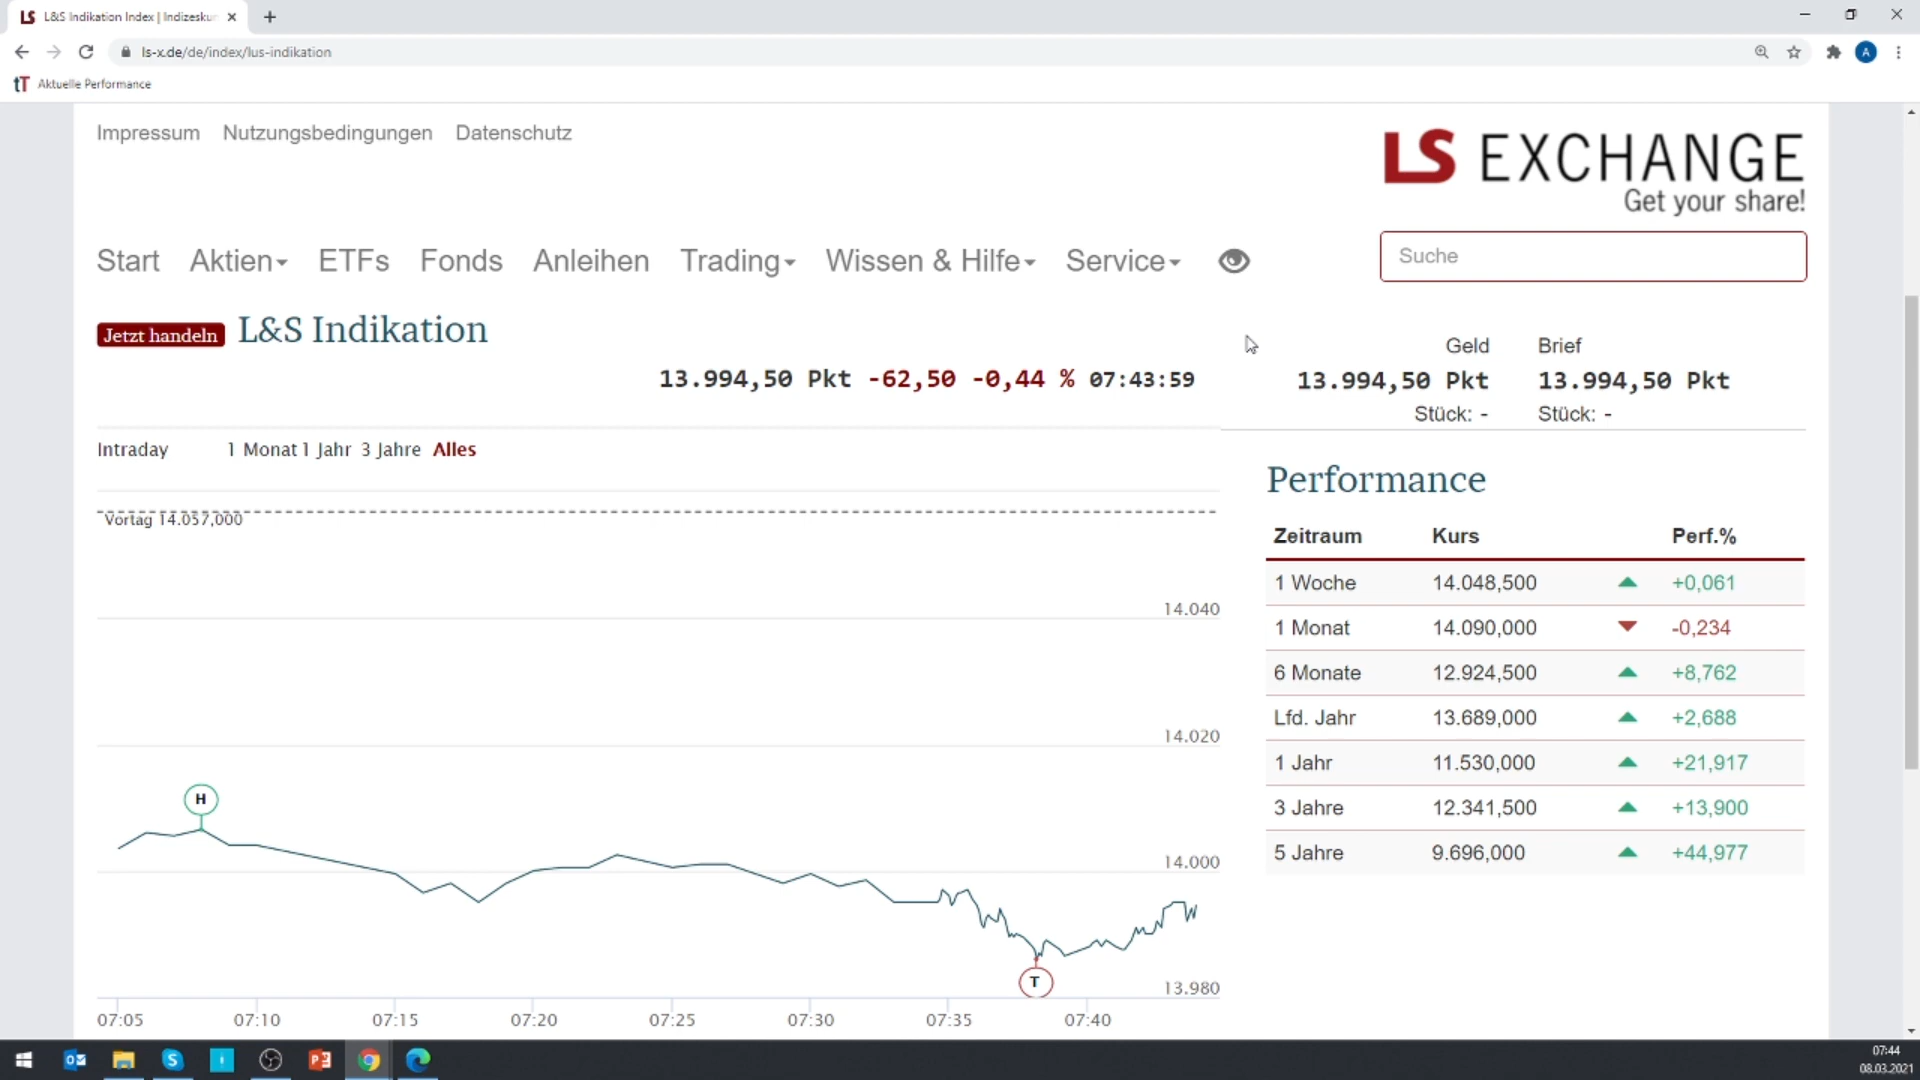 LS L&S Indikation Index | Indizesku
ls-x.de/de/index/lus-indikation
A
tT Aktuelle Performance
Impressum Nutzungsbedingungen Datenschutz
LS EXCHANGE
Get your share!
Start Aktien ETFs Fonds Anleihen Trading Wissen & Hilfe Service
Suche
Jetzt handeln L&S Indikation
13.994,50 Pkt -62,50 -0,44 % 07:43:59
Geld Brief
13.994,50 Pkt 13.994,50 Pkt
Stück: - Stück: -
Intraday 1 Monat 1 Jahr 3 Jahre Alles
Vortag 14.057,000
14.040
14.020
H
14.000
T
13.980
07:05 07:10 07:15 07:20 07:25 07:30 07:35 07:40
Performance
Zeitraum Kurs Perf.%
1 Woche 14.048,500 +0,061
1 Monat 14.090,000 -0,234
6 Monate 12.924,500 +8,762
Lfd. Jahr 13.689,000 +2,688
1 Jahr 11.530,000 +21,917
3 Jahre 12.341,500 +13,900
5 Jahre 9.696,000 +44,977
07:44
08.03.2021